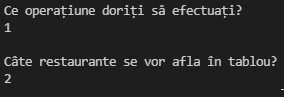 Ce operațiune doriți să efectuați?
1
Câte restaurante se vor afla în tablou?
2